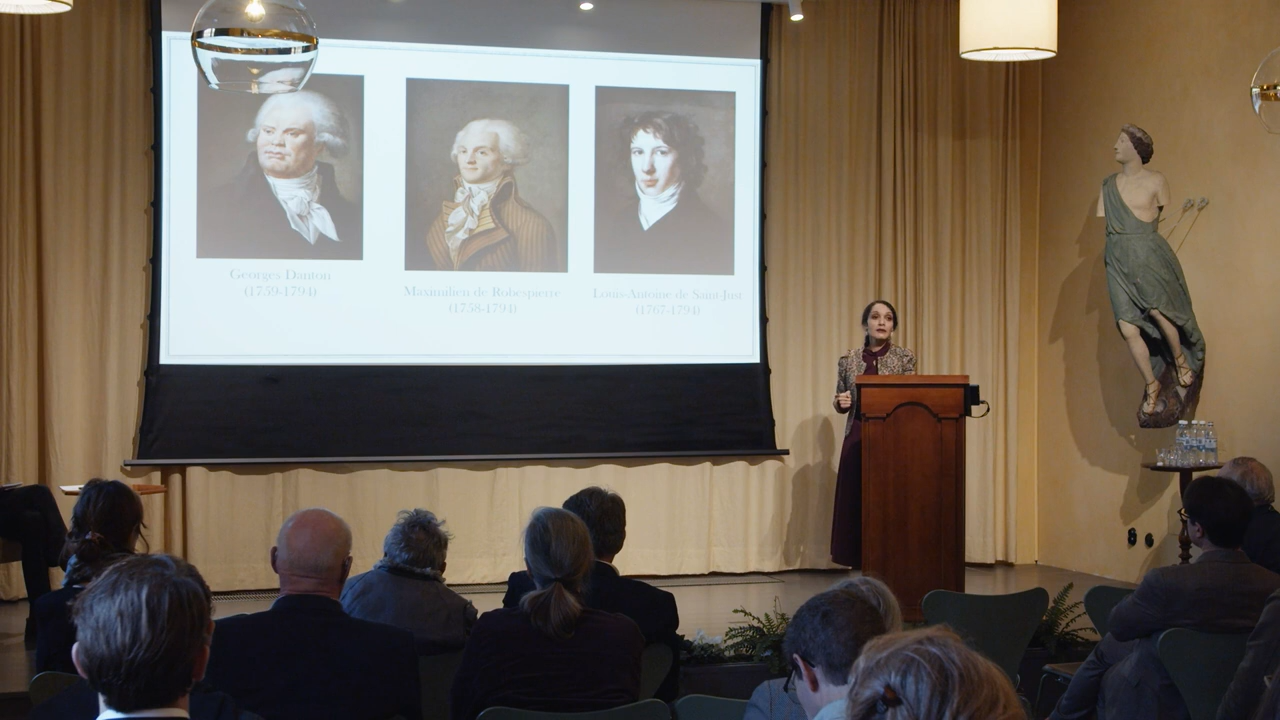 Georges Danton
(1759-1794)
Maximilien de Robespierre
(1758-1794)
Louis-Antoine de Saint-Just
(1767-1794)